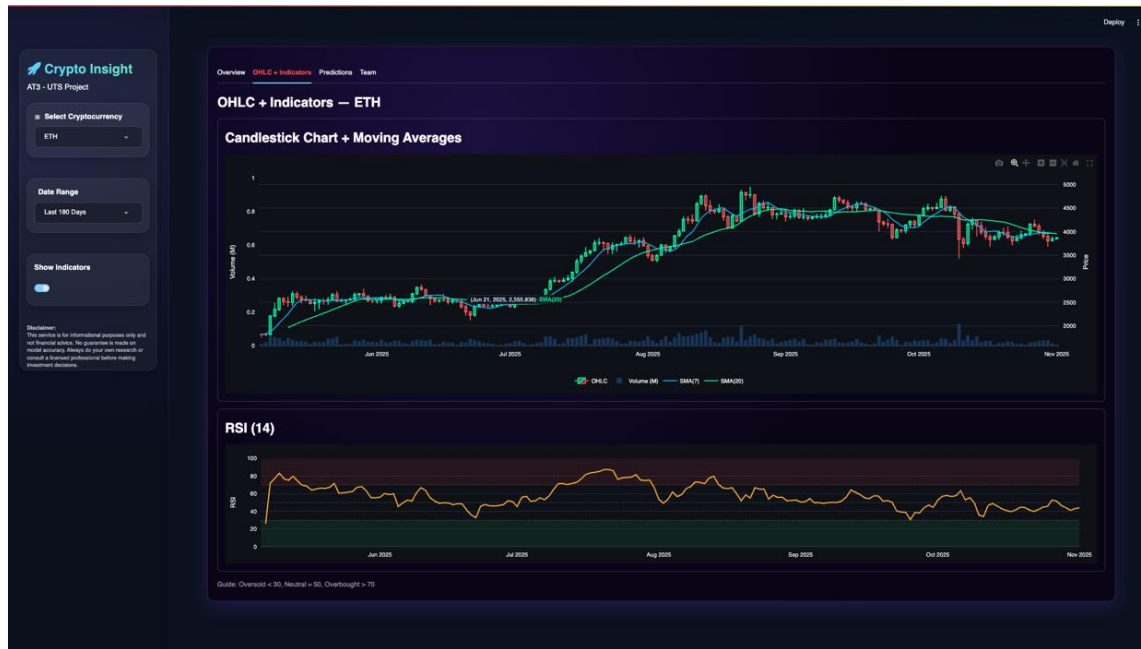 Deploy
Crypto Insight
AT3 - UTS Project
Select Cryptocurrency
ETH
Date Range
Last 180 Days
Show Indicators
Disclaimer:
This service is for informational purposes only and
not financial advice. No guarantee is made on
model accuracy. Always do your own research or
consult a licensed professional before making
investment decisions.
Overview OHLC + Indicators Predictions Team
OHLC + Indicators — ETH
Candlestick Chart + Moving Averages
1
0.8
0.6
0.4
0.2
0
Volume (M)
5000
4500
4000
3500
3000
2500
2000
Price
(Jun 21, 2025, 2,555.836) SMA(20)
Jun 2025 Jul 2025 Aug 2025 Sep 2025 Oct 2025 Nov 2025
OHLC Volume (M) SMA(7) SMA(20)
RSI (14)
100
80
60
40
20
0
RSI
Jun 2025 Jul 2025 Aug 2025 Sep 2025 Oct 2025 Nov 2025
Guide: Oversold < 30, Neutral = 50, Overbought > 70